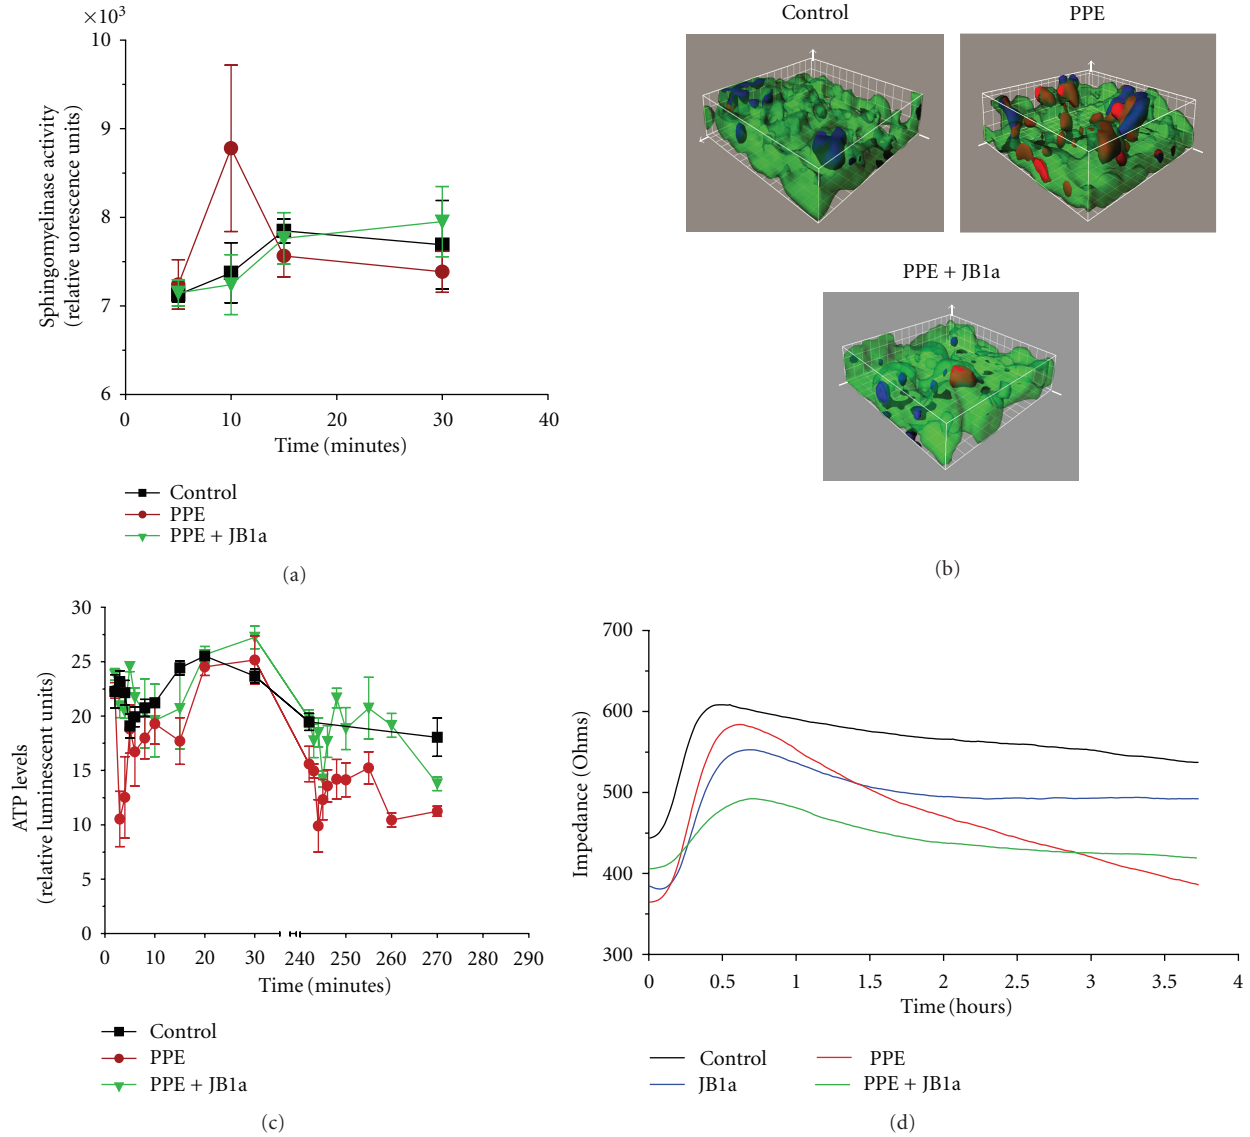 (a)
×10³
10
9
8
7
6
Sphingomyelinase activity
(relative uorescence units)
0
10
20
30
40
Time (minutes)
Control
PPE
PPE + JB1a
(a)
Control
PPE
PPE + JB1a
(b)
30
25
20
15
10
5
0
ATP levels
(relative luminescent units)
0
10
20
30
240
250
260
270
280
290
Time (minutes)
Control
PPE
PPE + JB1a
(c)
700
600
500
400
300
Impedance (Ohms)
0
0.5
1
1.5
2
2.5
3
3.5
4
Time (hours)
Control
PPE
JB1a
PPE + JB1a
(d)